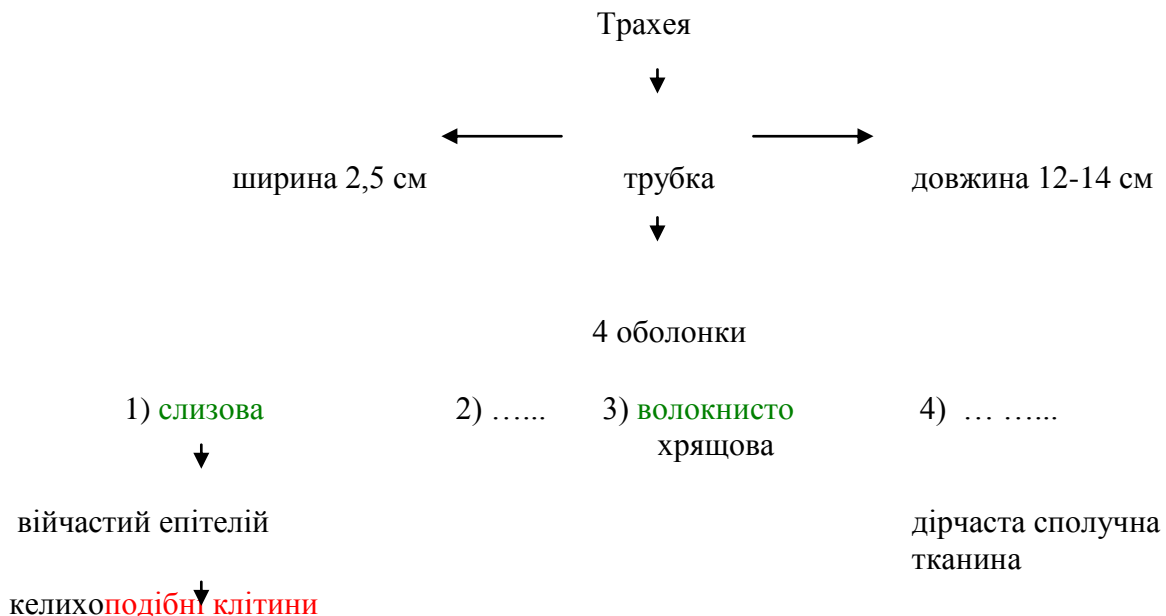 Трахея
ширина 2,5 см трубка довжина 12-14 см
4 оболонки
1) слизова 2) …... 3) волокнисто 4) … …...
хрящова
війчастий епітелій дірчаста сполучна
тканина
келихоподібні клітини